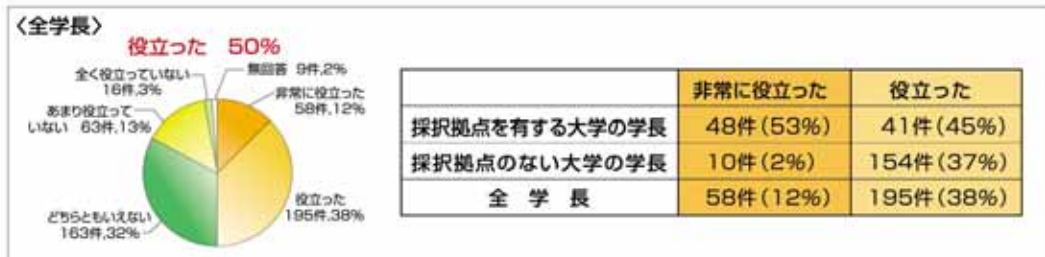 〈全学長〉
役立った 50%
無回答 9件,2%
全く役立っていない
16件,3%
非常に役立った
58件,12%
あまり役立って
いない 63件,13%
役立った
195件,38%
どちらともいえない
163件,32%
非常に役立った 役立った
採択拠点を有する大学の学長 48件(53%) 41件(45%)
採択拠点のない大学の学長 10件(2%) 154件(37%)
全 学 長 58件(12%) 195件(38%)